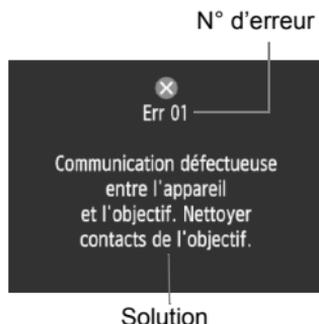 N° d'erreur
Err 01
Communication défectueuse
entre l'appareil
et l'objectif. Nettoyer
contacts de l'objectif.
Solution